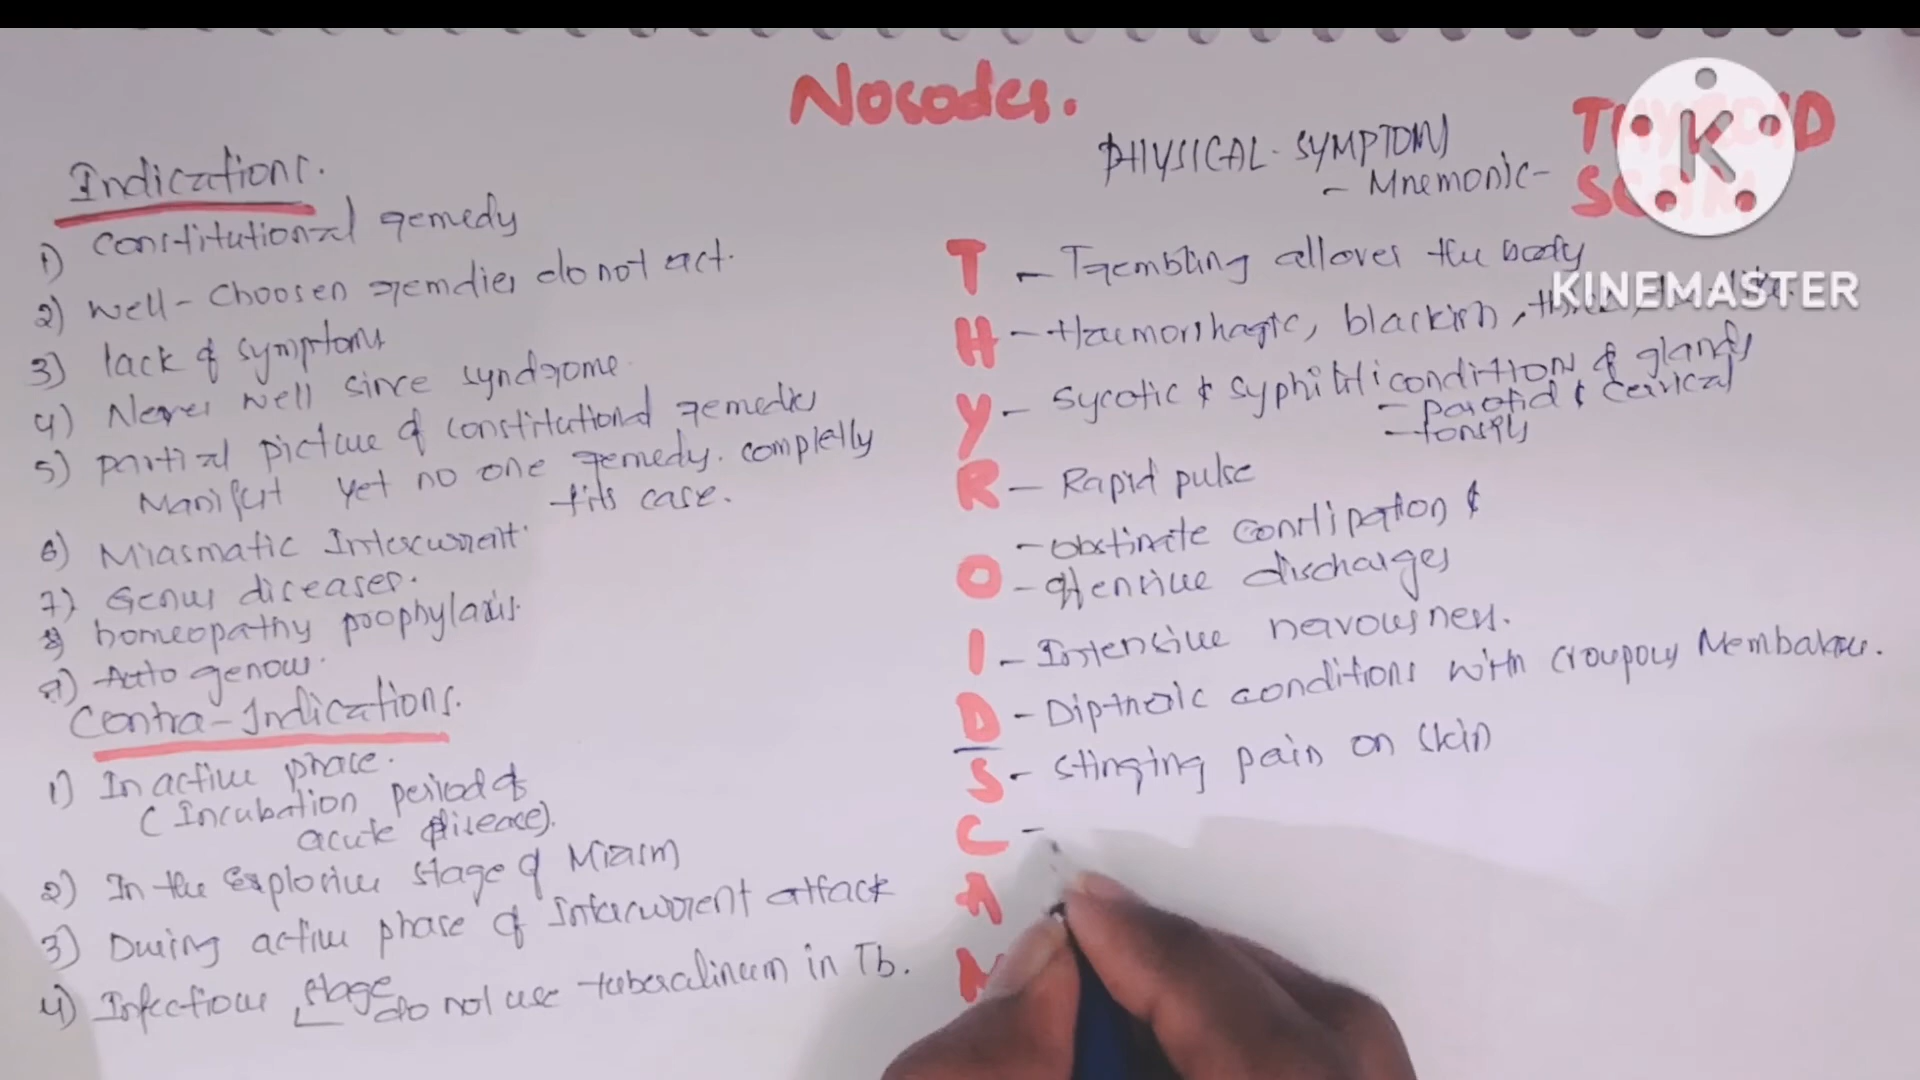 Nosodes.
Indications.
1) Constitutional remedy
2) Well-Choosen remdies do not act.
3) lack of symptoms
4) Never well since syndrome.
5) partial picture of constitutional remedies
Manifest yet no one remedy. completly
fits case.
6) Miasmatic Intercurrent.
7) Genus diseases.
8) homeopathy prophylaxis.
9) Auto genous.
Contra-Indications.
1) In active phase.
(Incubation period of
acute disease).
2) In the Explosive stage of Miasm
3) During active phase of Intercurrent attack
4) Infectious stage
do not use tuberculinum in Tb.
PHYSICAL SYMPTOMS
- Mnemonic -
T - Trembling allover the body
H - Haemorrhagic, blackish,
Y - Sycotic & syphilitic condition of glands
- parotid & cervical
- tonsils
R - Rapid pulse
- obstinate constipation &
O - offensive discharges
I - Intensive nervousness.
D - Diptheric conditions with croupous Membrane.
S - Stinging pain on skin
C -
A
M
K
KINEMASTER